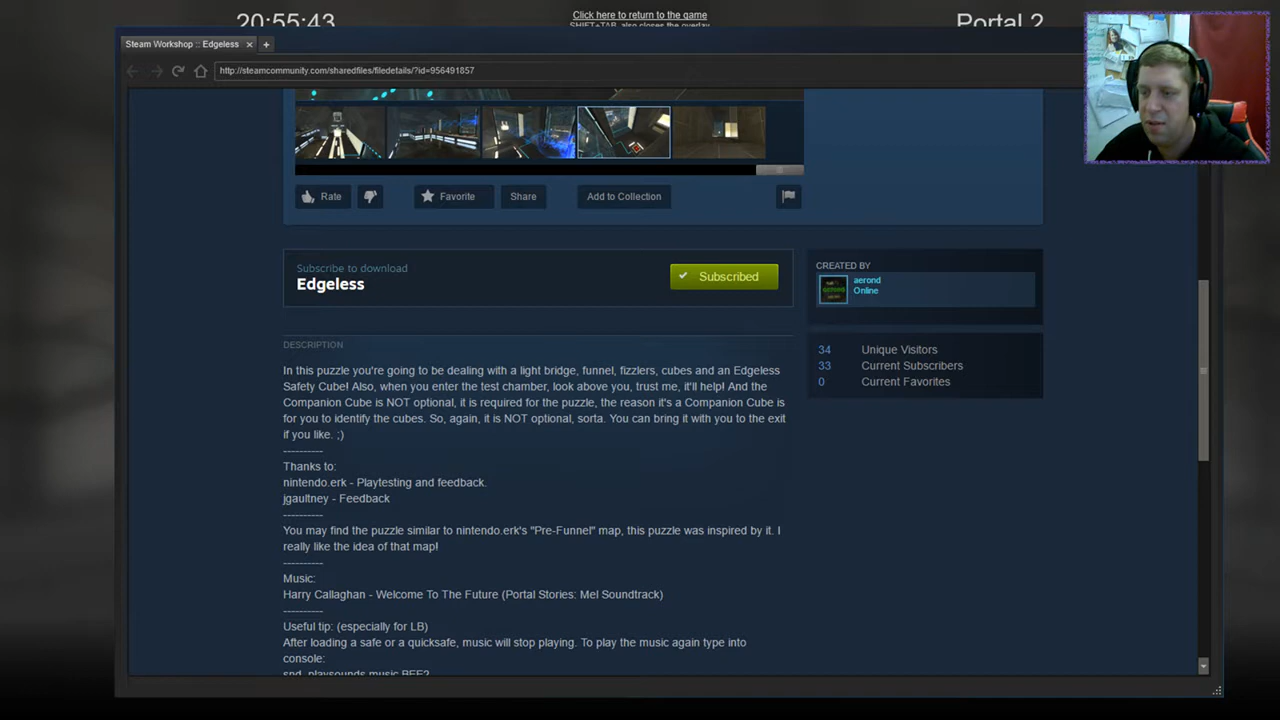 20:55:43
Click here to return to the game
SHIFT+TAB also closes the overlay
Portal 2
Steam Workshop :: Edgeless
http://steamcommunity.com/sharedfiles/filedetails/?id=956491857
Rate
Favorite
Share
Add to Collection
Subscribe to download
Edgeless
Subscribed
CREATED BY
aerond
Online
34 Unique Visitors
33 Current Subscribers
0 Current Favorites
DESCRIPTION
In this puzzle you're going to be dealing with a light bridge, funnel, fizzlers, cubes and an Edgeless
Safety Cube! Also, when you enter the test chamber, look above you, trust me, it'll help! And the
Companion Cube is NOT optional, it is required for the puzzle, the reason it's a Companion Cube is
for you to identify the cubes. So, again, it is NOT optional, sorta. You can bring it with you to the exit
if you like. ;)
----------
Thanks to:
nintendo.erk - Playtesting and feedback.
jgaultney - Feedback
----------
You may find the puzzle similar to nintendo.erk's "Pre-Funnel" map, this puzzle was inspired by it. I
really like the idea of that map!
----------
Music:
Harry Callaghan - Welcome To The Future (Portal Stories: Mel Soundtrack)
----------
Useful tip: (especially for LB)
After loading a safe or a quicksafe, music will stop playing. To play the music again type into
console:
snd_playsounds music.BEE2